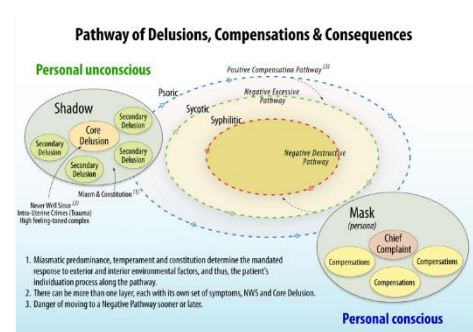 Pathway of Delusions, Compensations & Consequences
Personal unconscious
Positive Compensation Pathway (3)
Psoric
Negative Excessive
Pathway
Sycotic
Syphilitic
Negative Destructive
Pathway
Shadow
Secondary
Delusion
Core
Delusion
Secondary
Delusion
Secondary
Delusion
Secondary
Delusion
Miasm & Constitution (1)
Never Well Since (2)
Intra-Uterine Crimes (Trauma)
High feeling-toned complex
Mask
(persona)
Chief
Complaint
Compensations
Compensations
Compensations
Personal conscious
1. Miasmatic predominance, temperament and constitution determine the mandated
response to exterior and interior environmental factors, and thus, the patient's
individuation process along the pathway.
2. There can be more than one layer, each with its own set of symptoms, NWS and Core Delusion.
3. Danger of moving to a Negative Pathway sooner or later.